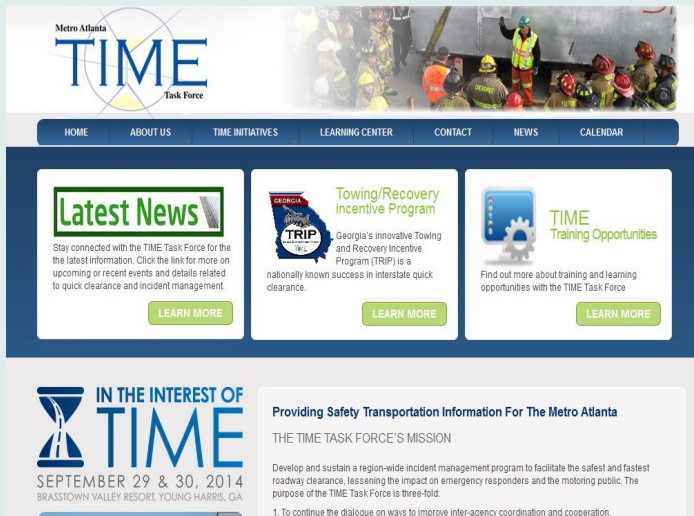 Metro Atlanta
TIME
Task Force
HOME ABOUT US TIME INITIATIVES LEARNING CENTER CONTACT NEWS CALENDAR
Latest News
Stay connected with the TIME Task Force for the
the latest information. Click the link for more on
upcoming or recent events and details related
to quick clearance and incident management.
LEARN MORE
GEORGIA
TRIP
TIME
Towing/Recovery
Incentive Program
Georgia's innovative Towing
and Recovery Incentive
Program (TRIP) is a
nationally known success in interstate quick
clearance.
LEARN MORE
TIME
Training Opportunities
Find out more about training and learning
opportunities with the TIME Task Force
LEARN MORE
IN THE INTEREST OF
TIME
SEPTEMBER 29 & 30, 2014
BRASSTOWN VALLEY RESORT, YOUNG HARRIS, GA
Providing Safety Transportation Information For The Metro Atlanta
THE TIME TASK FORCE'S MISSION
Develop and sustain a region-wide incident management program to facilitate the safest and fastest
roadway clearance, lessening the impact on emergency responders and the motoring public. The
purpose of the TIME Task Force is three-fold:
1. To continue the dialogue on ways to improve inter-agency coordination and cooperation.